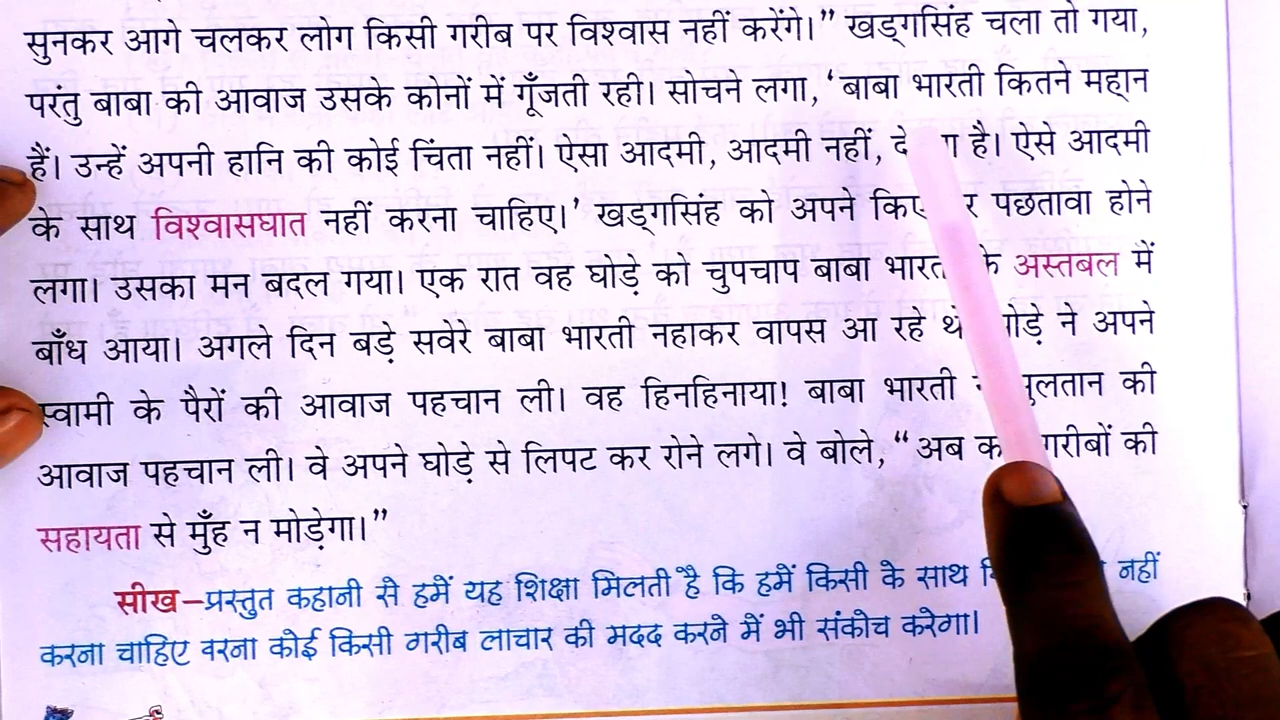 सुनकर आगे चलकर लोग किसी गरीब पर विश्वास नहीं करेंगे।” खड्गसिंह चला तो गया,
परंतु बाबा की आवाज उसके कोनों में गूँजती रही। सोचने लगा, ‘बाबा भारती कितने महा्न
हैं। उन्हें अपनी हानि की कोई चिंता नहीं। ऐसा आदमी, आदमी नहीं, है। ऐसे आदमी
के साथ विश्वासघात नहीं करना चाहिए।’ खड्गसिंह को अपने पछतावा होने
लगा। उसका मन बदल गया। एक रात वह घोड़े को चुपचाप बाबा के अस्तबल में
बाँध आया। अगले दिन बड़े सवेरे बाबा भारती नहाकर वापस आ रहे ने अपने
स्वामी के पैरों की आवाज पहचान ली। वह हिनहिनाया! बाबा भारती की
आवाज पहचान ली। वे अपने घोड़े से लिपट कर रोने लगे। वे बोले, “अब गरीबों की
सहायता से मुँह न मोड़ेगा।”
सीख–प्रस्तुत कहानी से हमें यह शिक्षा मिलती है कि हमें किसी के साथ नहीं
करना चाहिए वरना कोई किसी गरीब लाचार की मदद करने में भी संकोच करेगा।